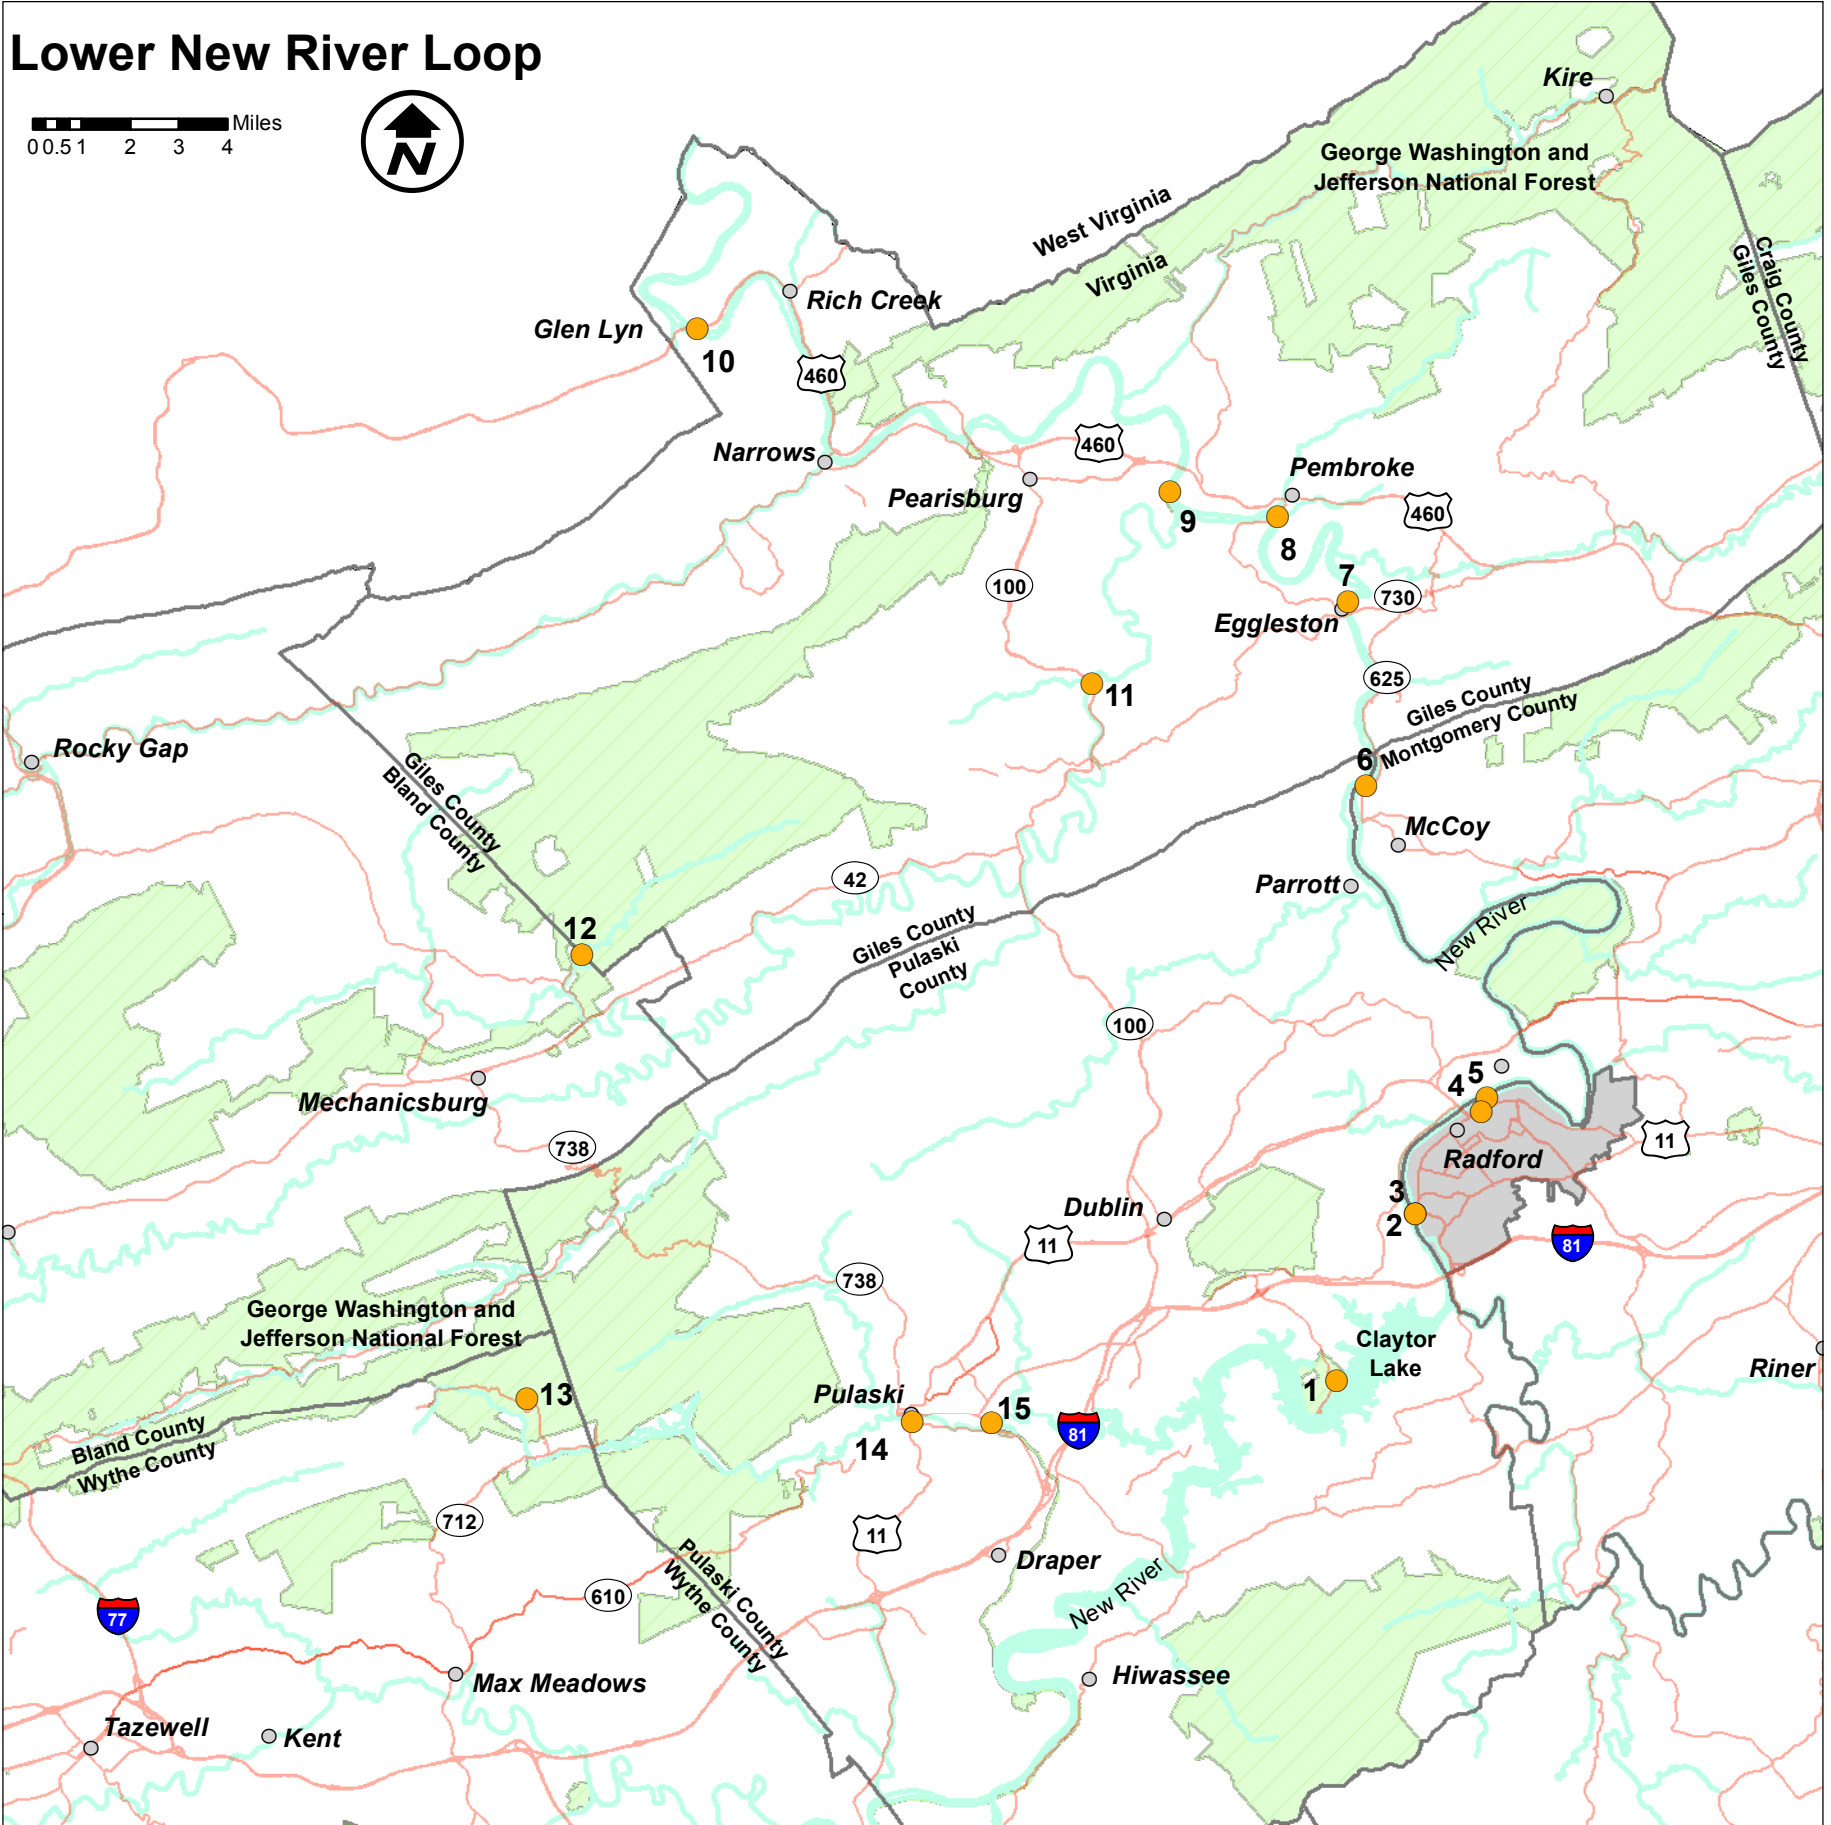 Lower New River Loop
Miles
0 0.5 1 2 3 4
N
Kire
George Washington and
Jefferson National Forest
West Virginia
Virginia
Craig County
Giles County
Rich Creek
Glen Lyn
10
460
Narrows
460
Pearisburg
Pembroke
460
9
8
7
100
730
Eggleston
625
11
Giles County
Montgomery County
Rocky Gap
6
Giles County
Bland County
McCoy
42
Parrott
New River
12
Giles County
Pulaski
County
100
5
4
Mechanicsburg
738
11
Radford
3
2
Dublin
11
81
738
George Washington and
Jefferson National Forest
Claytor
Lake
Riner
1
13
Pulaski
15
14
81
Bland County
Wythe County
712
11
Draper
New River
Pulaski County
Wythe County
610
77
Max Meadows
Hiwassee
Tazewell
Kent